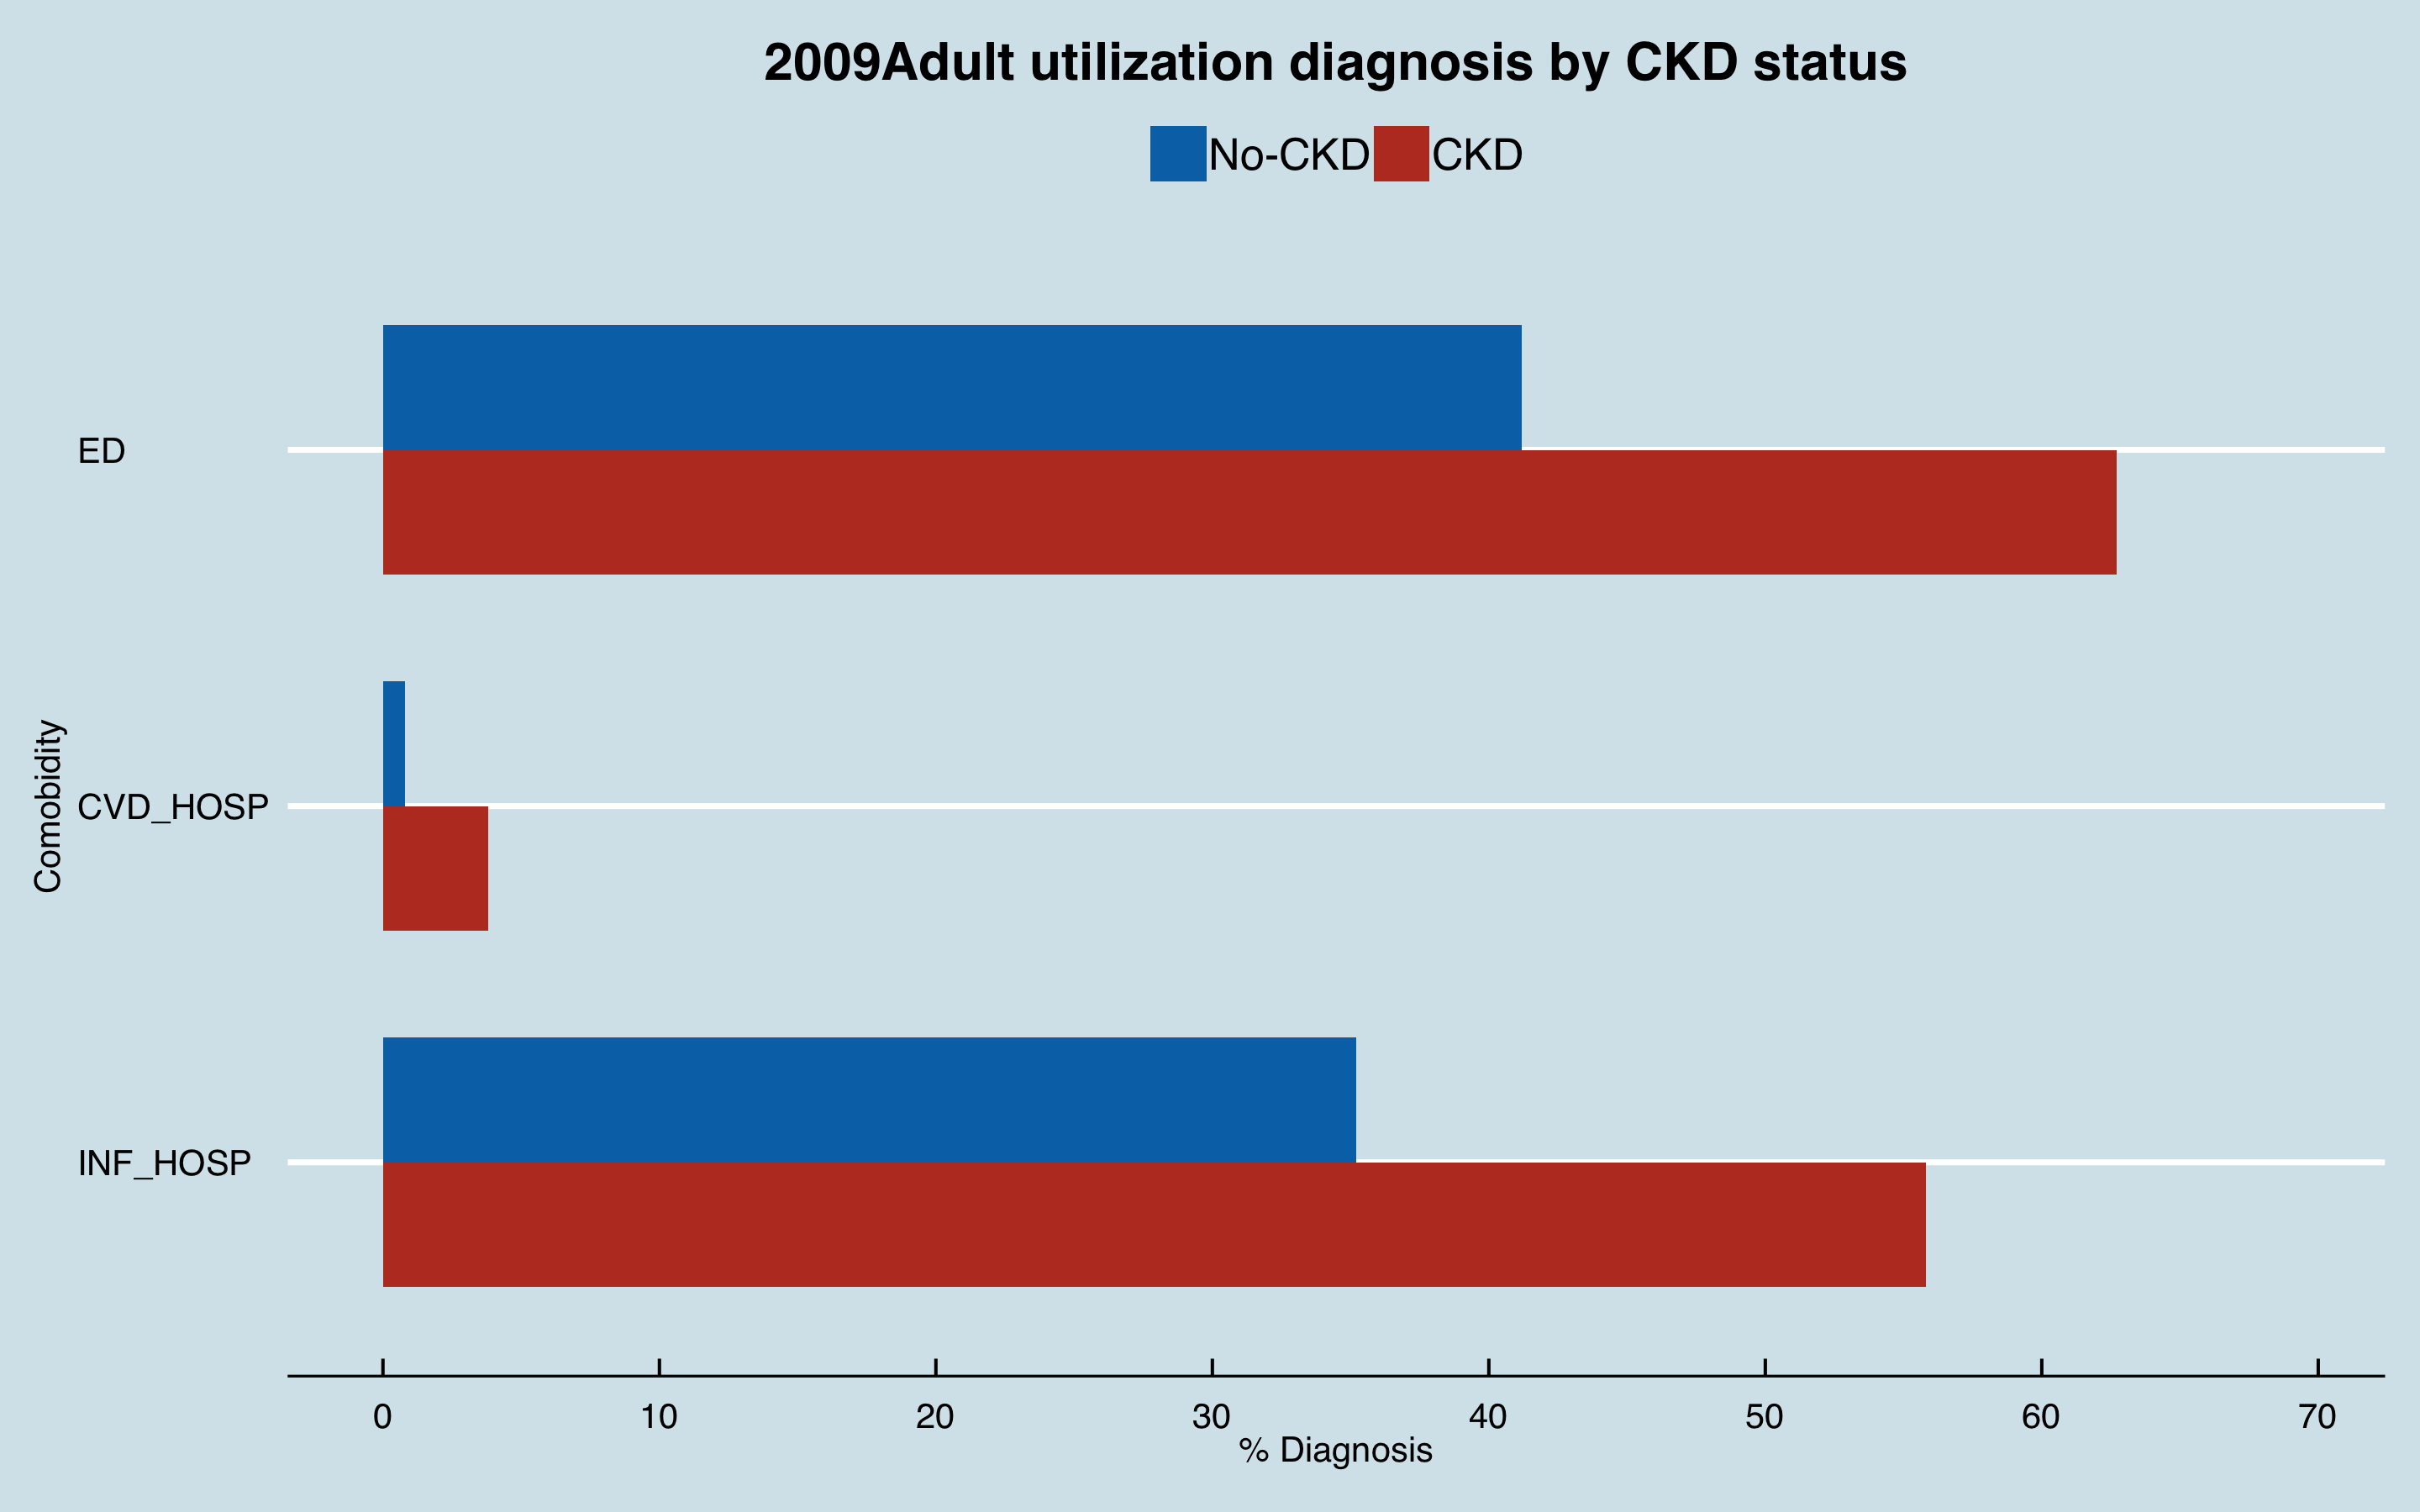 2009Adult utilization diagnosis by CKD status
No-CKD CKD
ED
CVD_HOSP
INF_HOSP
Comobidity
0 10 20 30 40 50 60 70
% Diagnosis